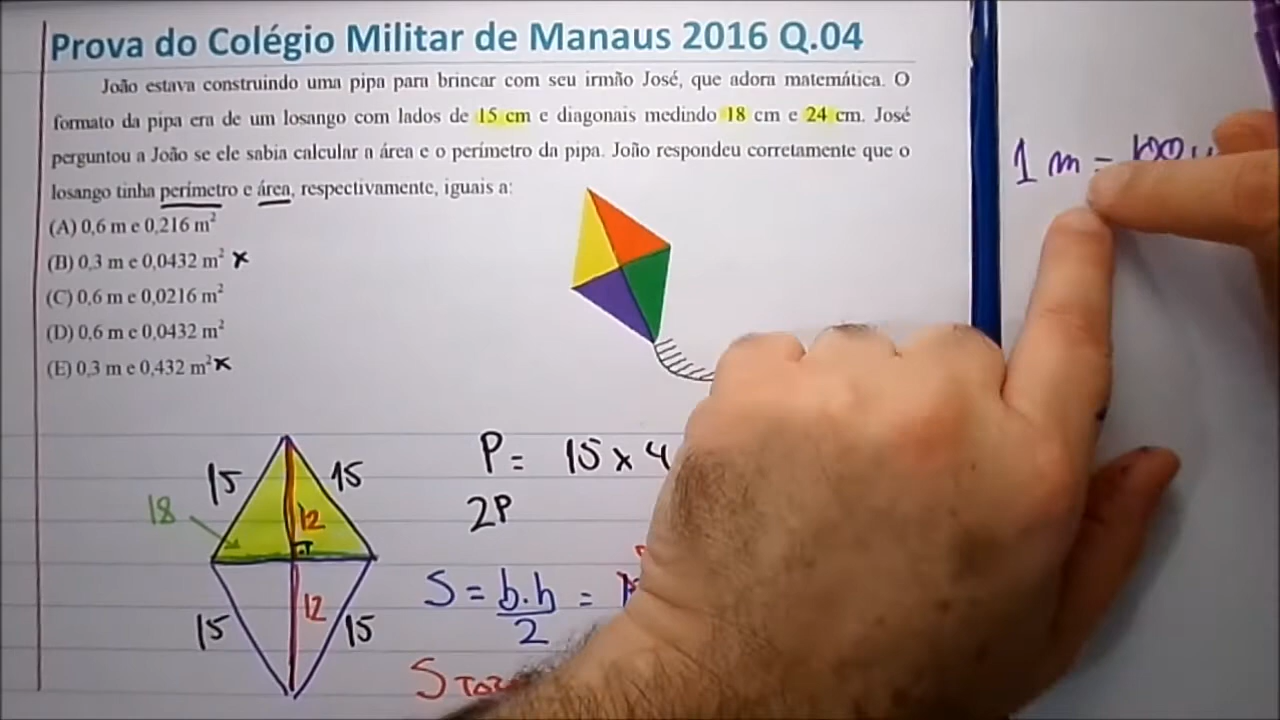 Prova do Colégio Militar de Manaus 2016 Q.04
João estava construindo uma pipa para brincar com seu irmão José, que adora matemática. O
formato da pipa era de um losango com lados de 15 cm e diagonais medindo 18 cm e 24 cm. José
perguntou a João se ele sabia calcular a área e o perímetro da pipa. João respondeu corretamente que o
losango tinha perímetro e área, respectivamente, iguais a:
(A) 0,6 m e 0,216 m²
(B) 0,3 m e 0,0432 m² x
(C) 0,6 m e 0,0216 m²
(D) 0,6 m e 0,0432 m²
(E) 0,3 m e 0,432 m² x
1 m = 100
15 15
18
12
12
15 15
P = 15 x 4
2P
S = b.h =
2
S